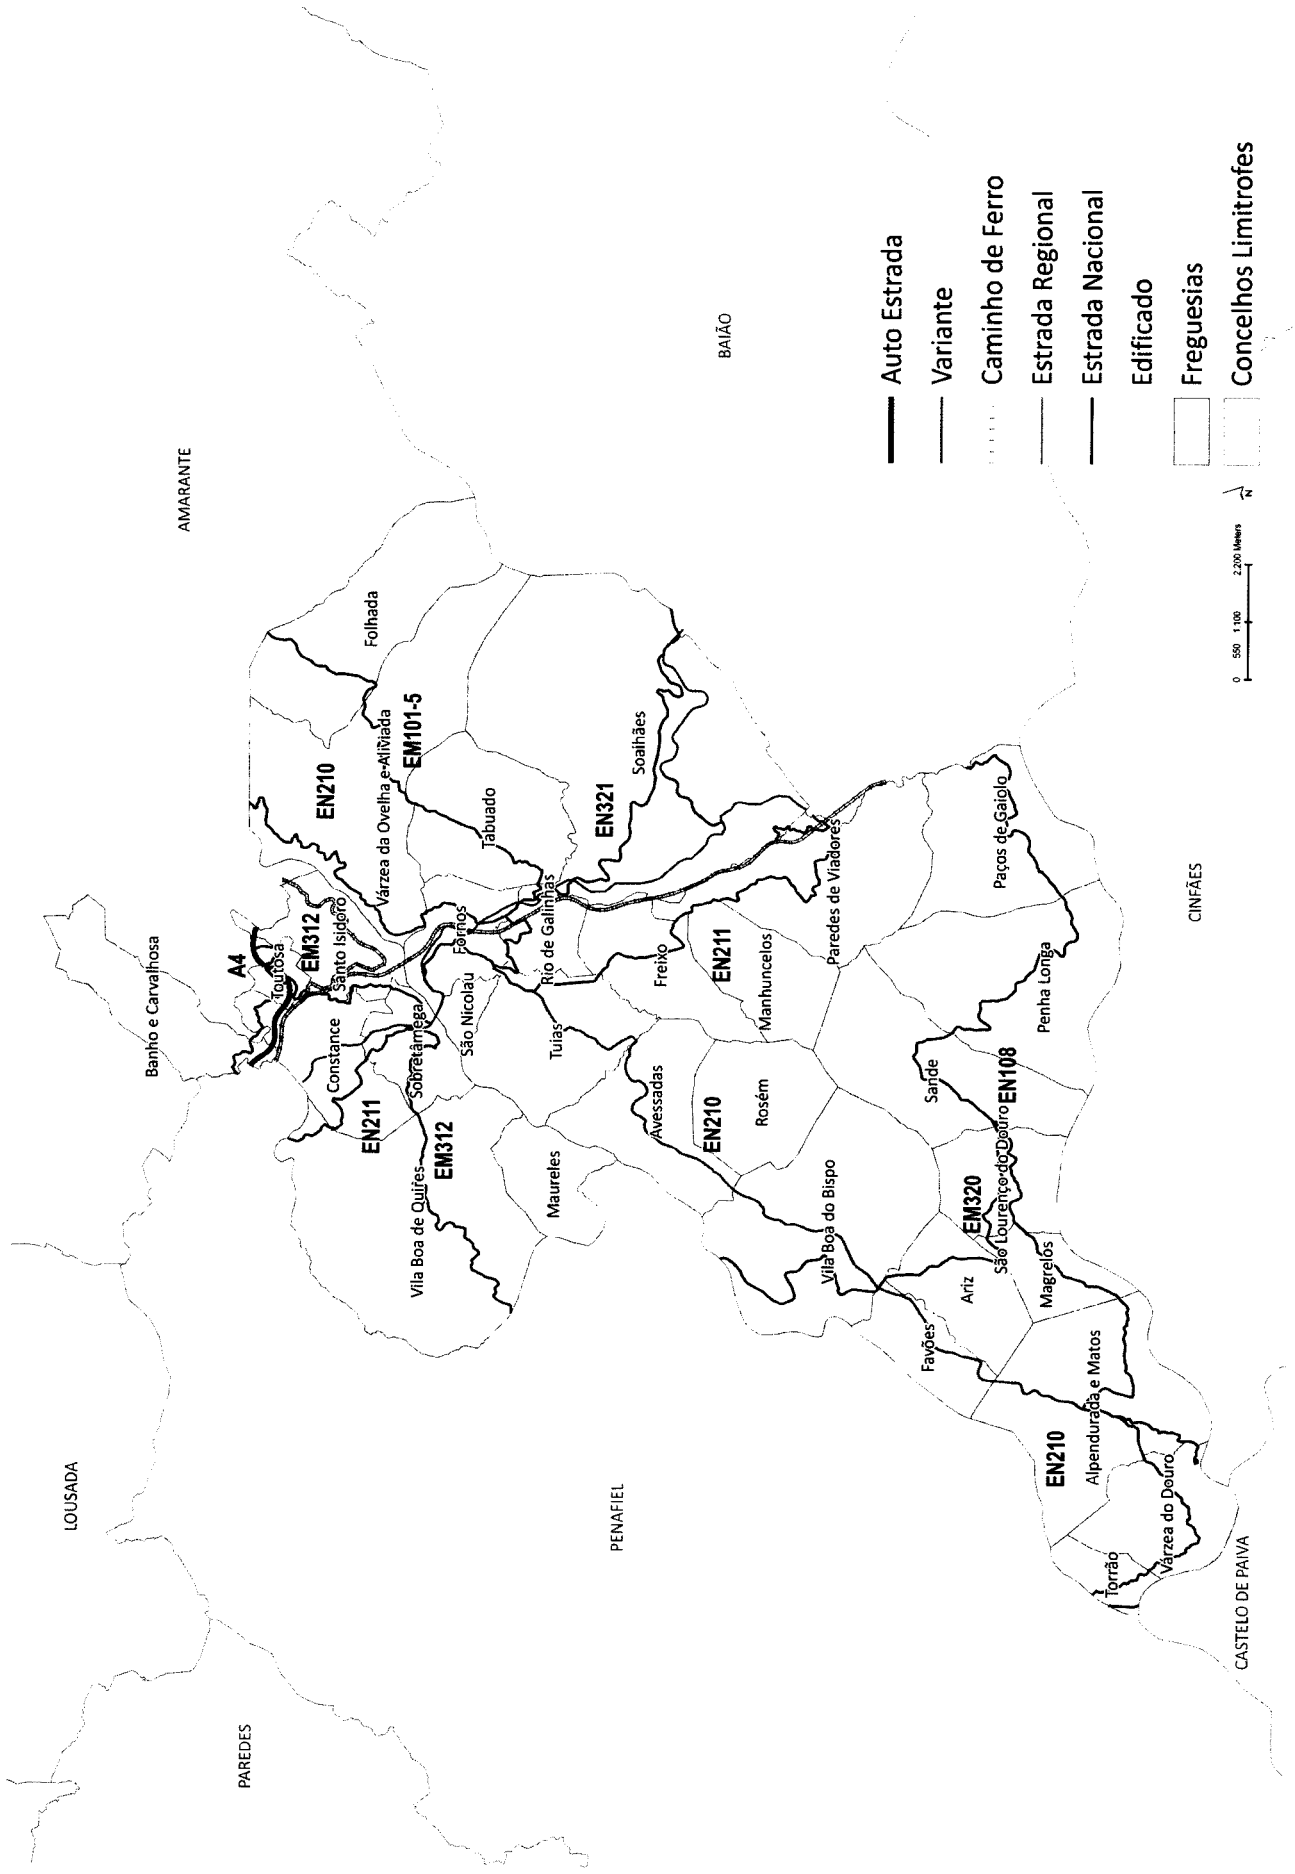 AMARANTE
LOUSADA
PAREDES
BAIÃO
PENAFIEL
CINFÃES
CASTELO DE PAIVA
Banho e Carvalhosa
A4
Toutosa
EM312
Santo Isidoro
EN210
Folhada
Várzea da Ovelha e Aliviada
EM101-5
Constance
EN211
Sobretâmega
Vila Boa de Quires
EM312
São Nicolau
Fornos
Tabuado
Rio de Galinhas
EN321
Soalhães
Tuias
Maureles
Avessadas
Freixo
EN210
EN211
Rosém
Manhuncelos
Paredes de Viadores
Vila Boa do Bispo
Favões
Ariz
EM320
Sande
São Lourenço do Douro
EN108
Paços de Gaiolo
Penha Longa
Magrelos
EN210
Alpendurada e Matos
Torrão
Várzea do Douro
Auto Estrada
Variante
Caminho de Ferro
Estrada Regional
Estrada Nacional
Edificado
Freguesias
Concelhos Limitrofes
0 550 1 100 2.200 Meters
N